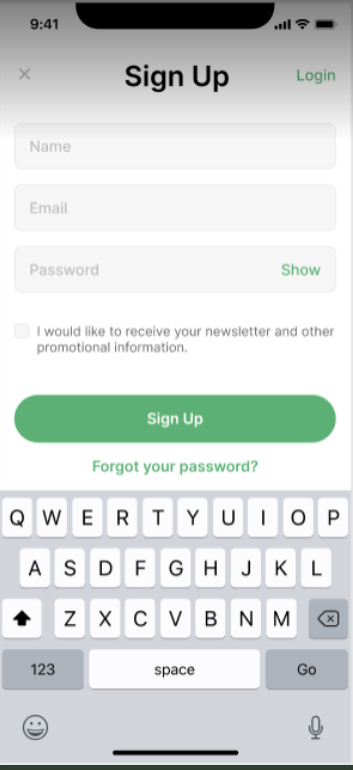 9:41
Sign Up
Login
Name
Email
Password
Show
I would like to receive your newsletter and other
promotional information.
Sign Up
Forgot your password?
Q W E R T Y U I O P
A S D F G H J K L
Z X C V B N M
123 space Go